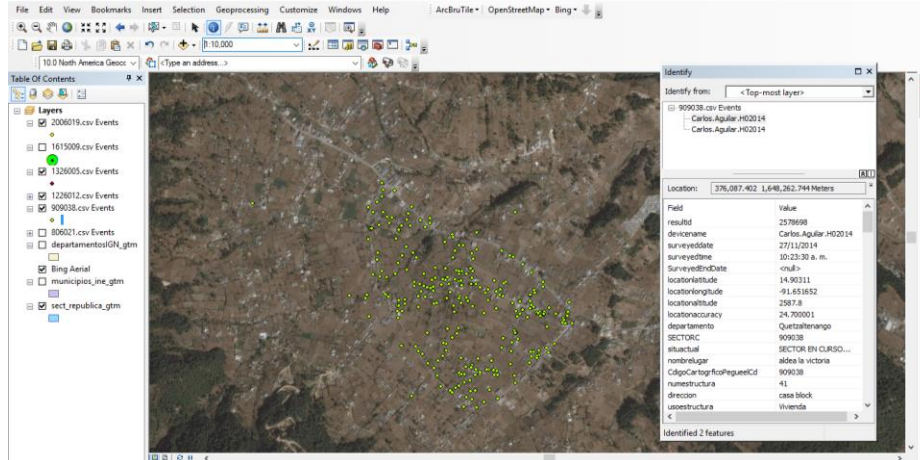 File Edit View Bookmarks Insert Selection Geoprocessing Customize Windows Help ArcBruTile OpenStreetMap Bing
1:10,000
10.0 North America Geocc <Type an address...>
Table Of Contents
Layers
2006019.csv Events
1615009.csv Events
1326005.csv Events
1226012.csv Events
909038.csv Events
806021.csv Events
departamentosIGN_gtm
Bing Aerial
municipios_ine_gtm
sect_republica_gtm
Identify
Identify from: <Top-most layer>
909038.csv Events
Carlos.Aguilar.H02014
Carlos.Aguilar.H02014
Location: 376,087.402 1,648,262.744 Meters
Field Value
resultid 2578698
devicename Carlos.Aguilar.H02014
surveyeddate 27/11/2014
surveyedtime 10:23:30 a. m.
SurveyedEndDate <null>
locationlatitude 14.90311
locationlongitude -91.651652
locationaltitude 2587.8
locationaccuracy 24.700001
departamento Quetzaltenango
SECTORC 909038
situactual SECTOR EN CURSO...
nombrelugar aldea la victoria
CdigoCartogrficoPegueelCd 909038
numestructura 41
direccion casa block
usoestructura Vivienda
Identified 2 features